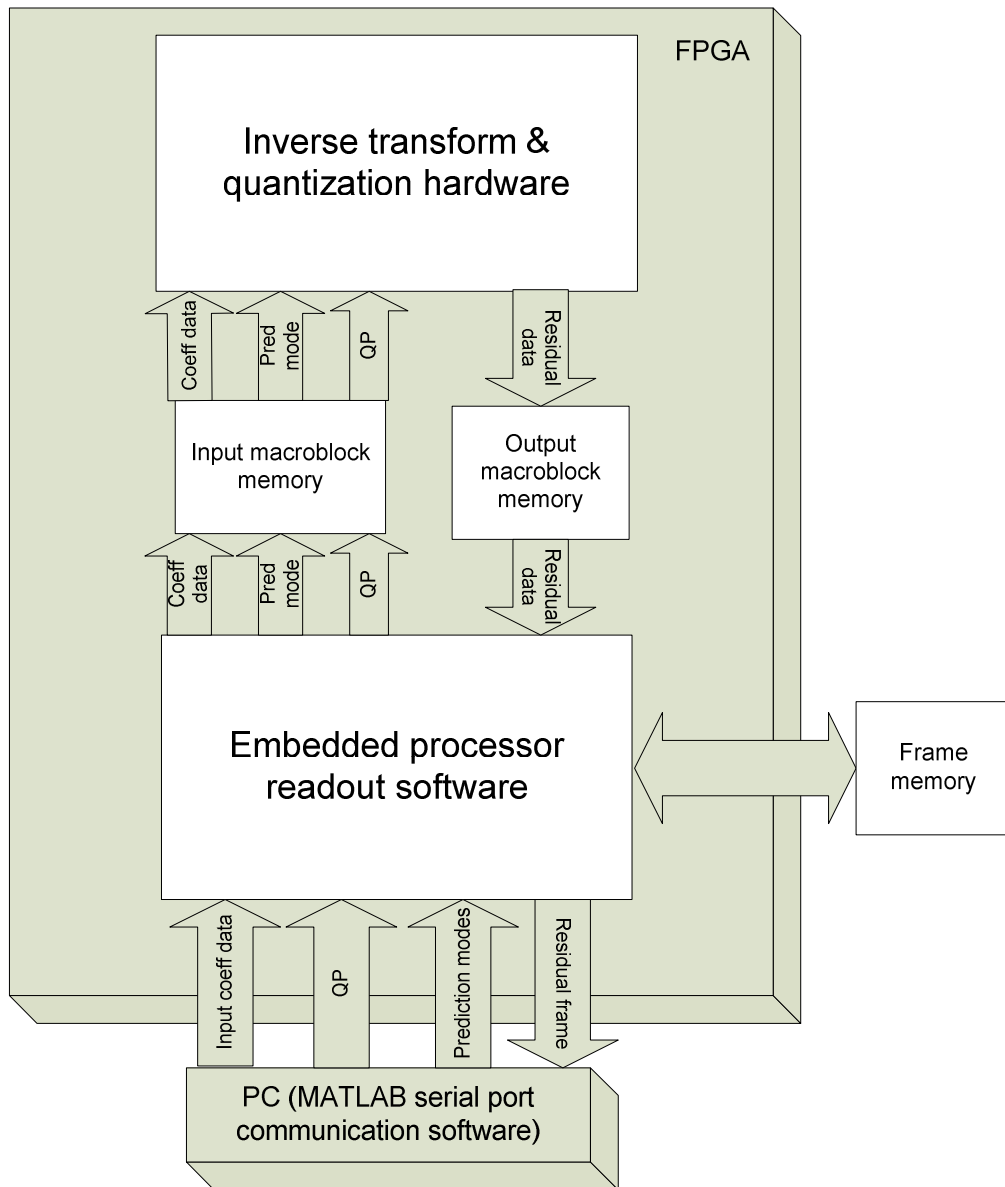 FPGA
Inverse transform &
quantization hardware
Coeff data
Pred
mode
QP
Residual
data
Input macroblock
memory
Output
macroblock
memory
Coeff
data
Pred
mode
QP
Residual
data
Embedded processor
readout software
Frame
memory
Input coeff data
QP
Prediction modes
Residual frame
PC (MATLAB serial port
communication software)